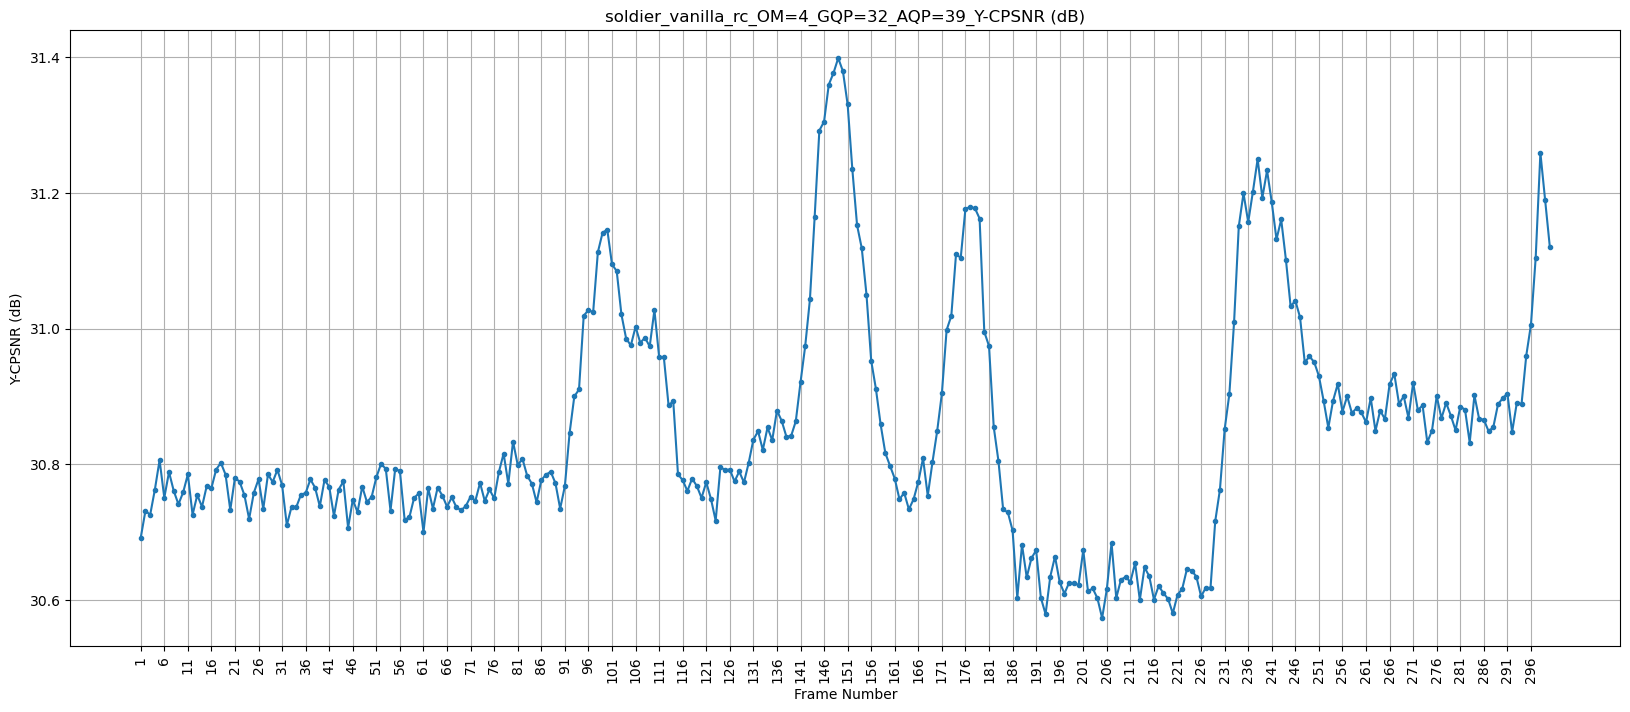 soldier_vanilla_rc_OM=4_GQP=32_AQP=39_Y-CPSNR (dB)
Y-CPSNR (dB)
31.4
31.2
31.0
30.8
30.6
1 6 11 16 21 26 31 36 41 46 51 56 61 66 71 76 81 86 91 96 101 106 111 116 121 126 131 136 141 146 151 156 161 166 171 176 181 186 191 196 201 206 211 216 221 226 231 236 241 246 251 256 261 266 271 276 281 286 291 296
Frame Number